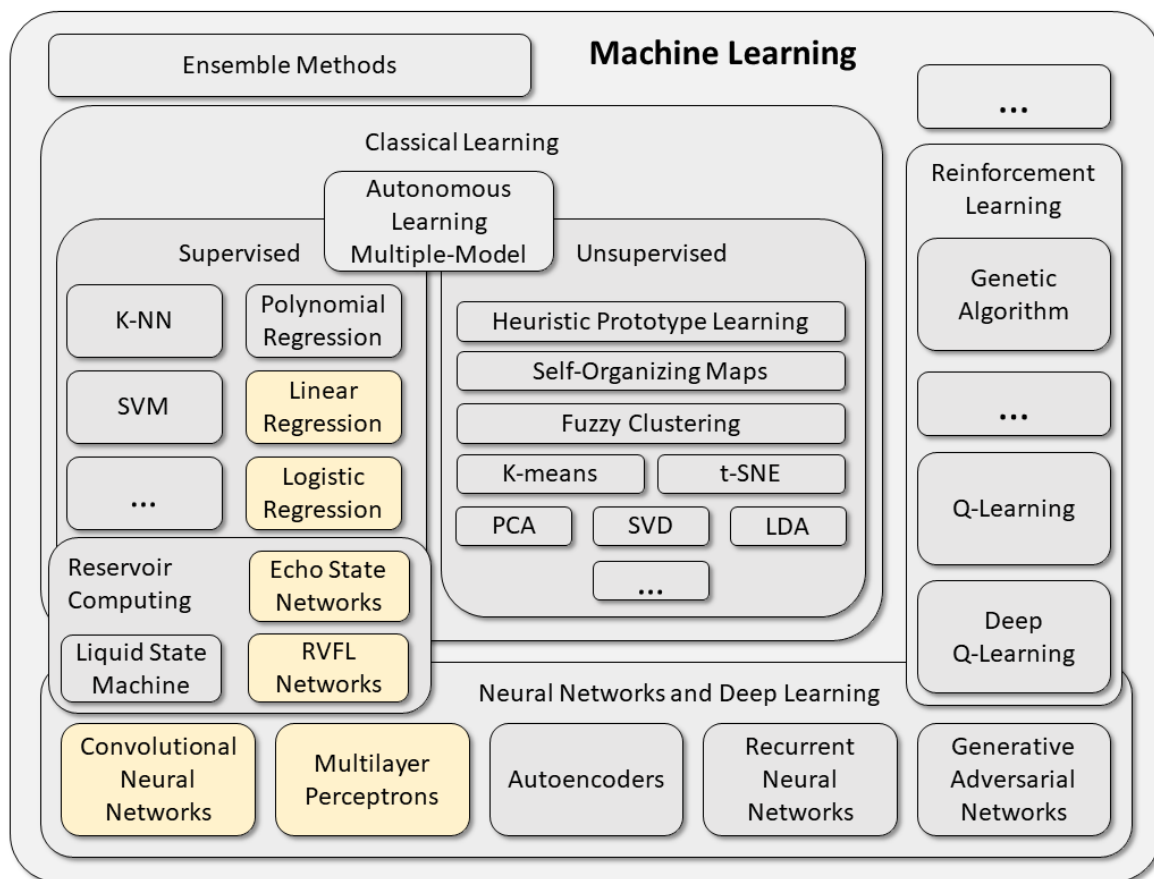 Ensemble Methods
Machine Learning
...
Classical Learning
Autonomous
Learning
Multiple-Model
Supervised
K-NN
Polynomial
Regression
SVM
Linear
Regression
...
Logistic
Regression
Unsupervised
Heuristic Prototype Learning
Self-Organizing Maps
Fuzzy Clustering
K-means
t-SNE
PCA
SVD
LDA
...
Reservoir
Computing
Echo State
Networks
Liquid State
Machine
RVFL
Networks
Reinforcement
Learning
Genetic
Algorithm
...
Q-Learning
Deep
Q-Learning
Neural Networks and Deep Learning
Convolutional
Neural
Networks
Multilayer
Perceptrons
Autoencoders
Recurrent
Neural
Networks
Generative
Adversarial
Networks